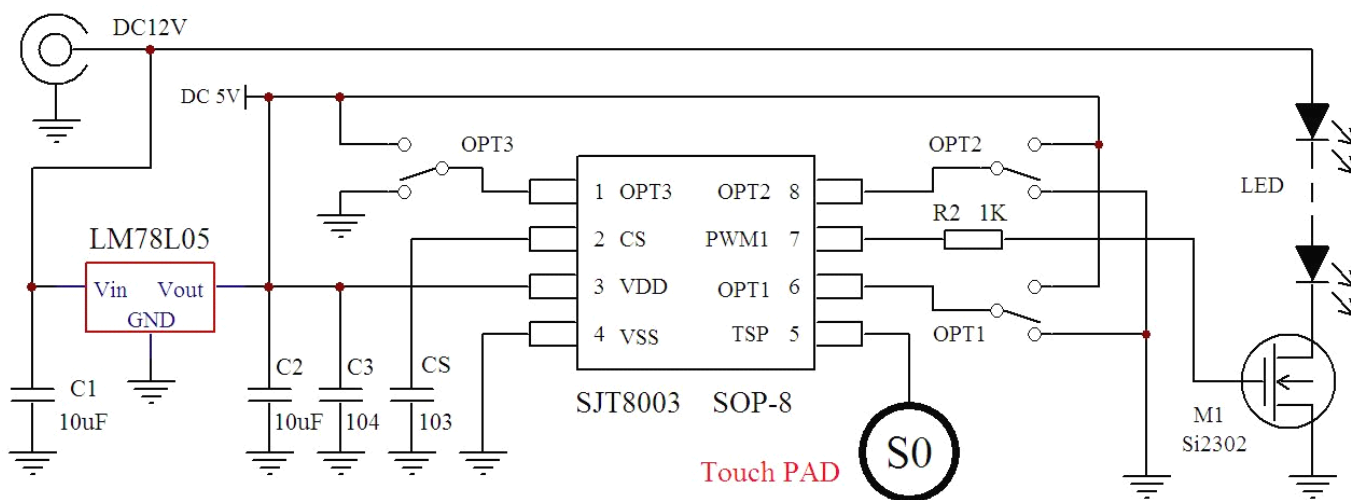 DC12V
DC 5V
OPT3
OPT2
LED
1 OPT3 OPT2 8
R2 1K
LM78L05
2 CS PWM1 7
Vin Vout
GND
3 VDD OPT1 6
4 VSS TSP 5
OPT1
C1
10uF
C2
10uF
C3
104
CS
103
SJT8003 SOP-8
M1
Si2302
S0
Touch PAD